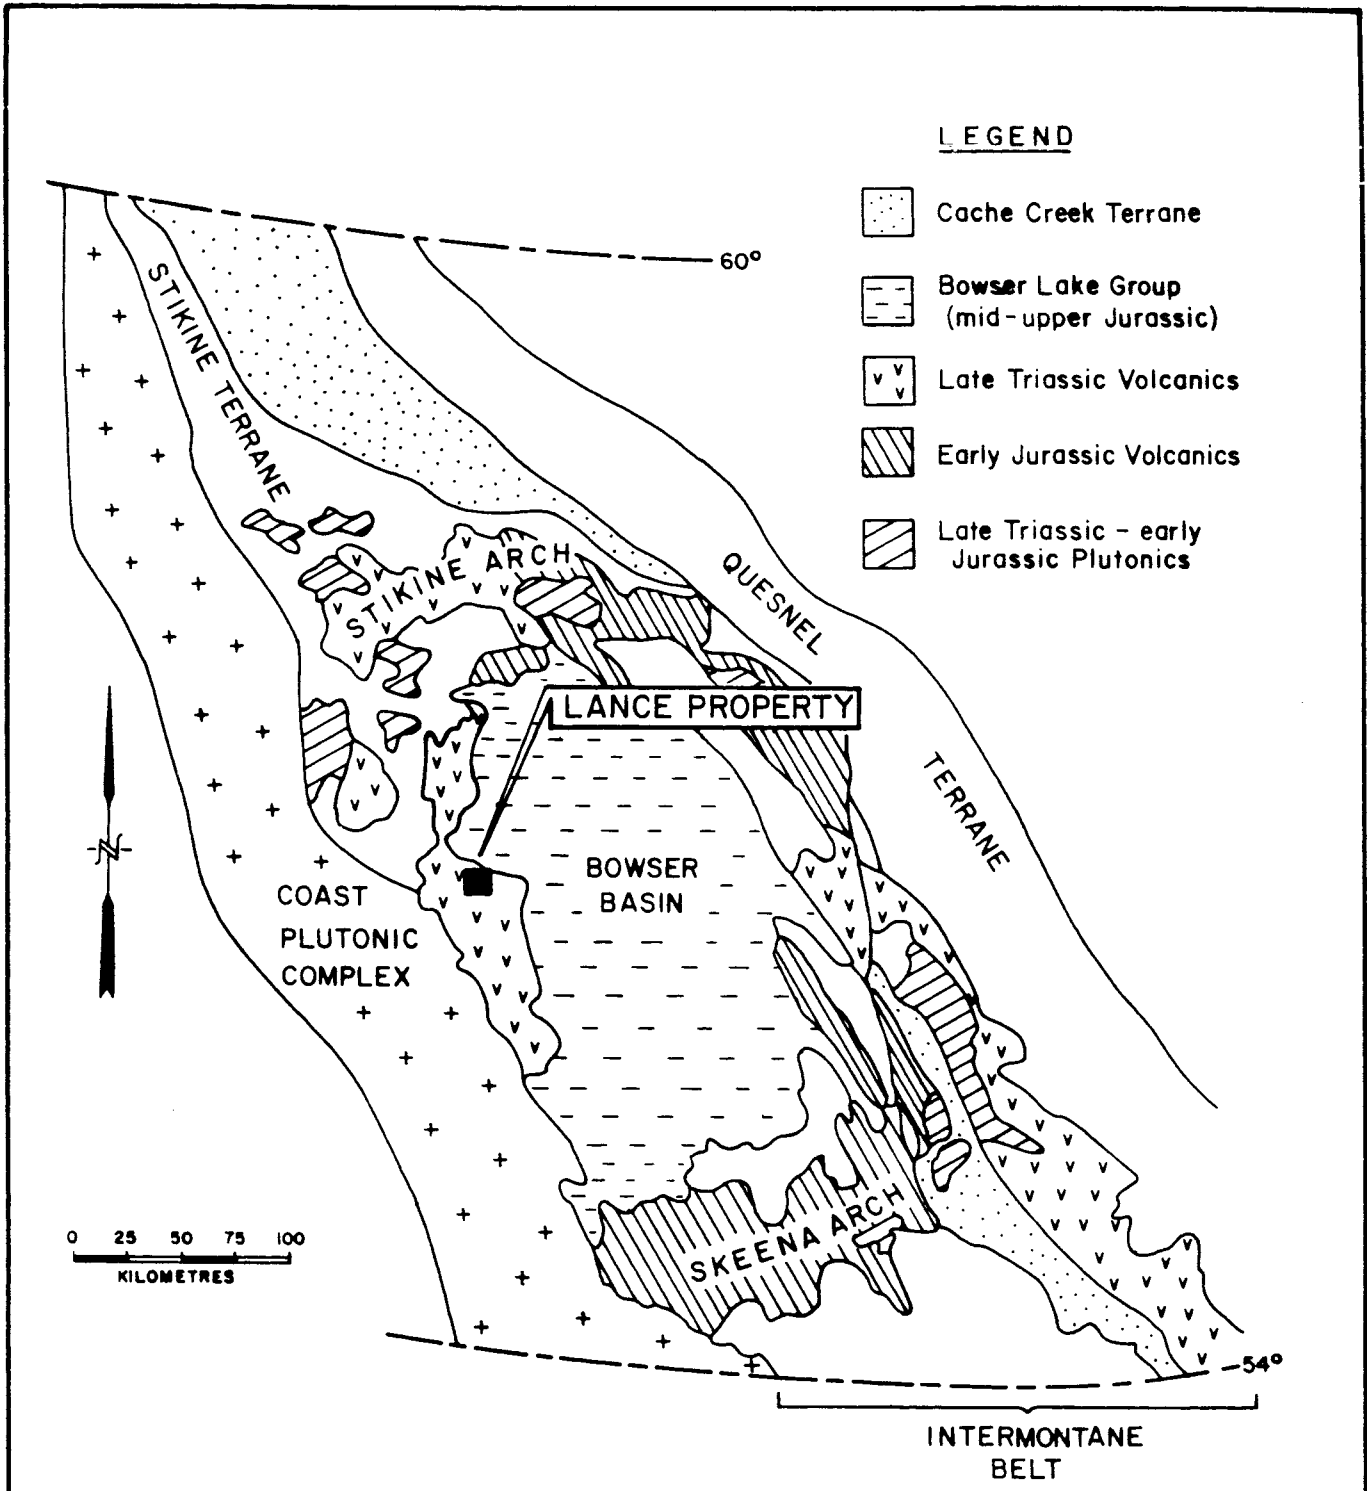 LEGEND
Cache Creek Terrane
Bowser Lake Group
(mid-upper Jurassic)
Late Triassic Volcanics
Early Jurassic Volcanics
Late Triassic - early
Jurassic Plutonics
60°
STIKINE TERRANE
STIKINE ARCH
QUESNEL
TERRANE
LANCE PROPERTY
BOWSER
BASIN
COAST
PLUTONIC
COMPLEX
N
SKEENA ARCH
0 25 50 75 100
KILOMETRES
54°
INTERMONTANE
BELT